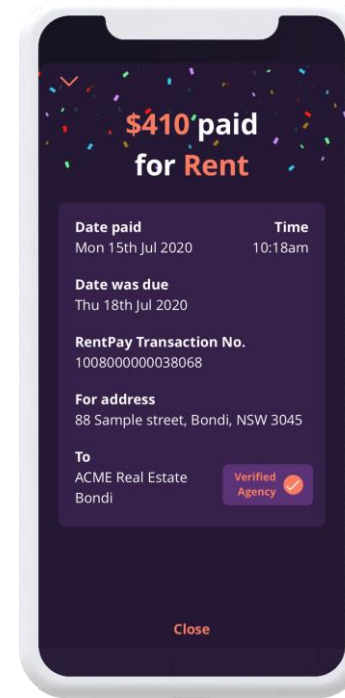 $410 paid
for Rent
Date paid
Time
Mon 15th Jul 2020
10:18am
Date was due
Thu 18th Jul 2020
RentPay Transaction No.
1008000000038068
For address
88 Sample street, Bondi, NSW 3045
To
ACME Real Estate
Bondi
Verified
Agency
Close